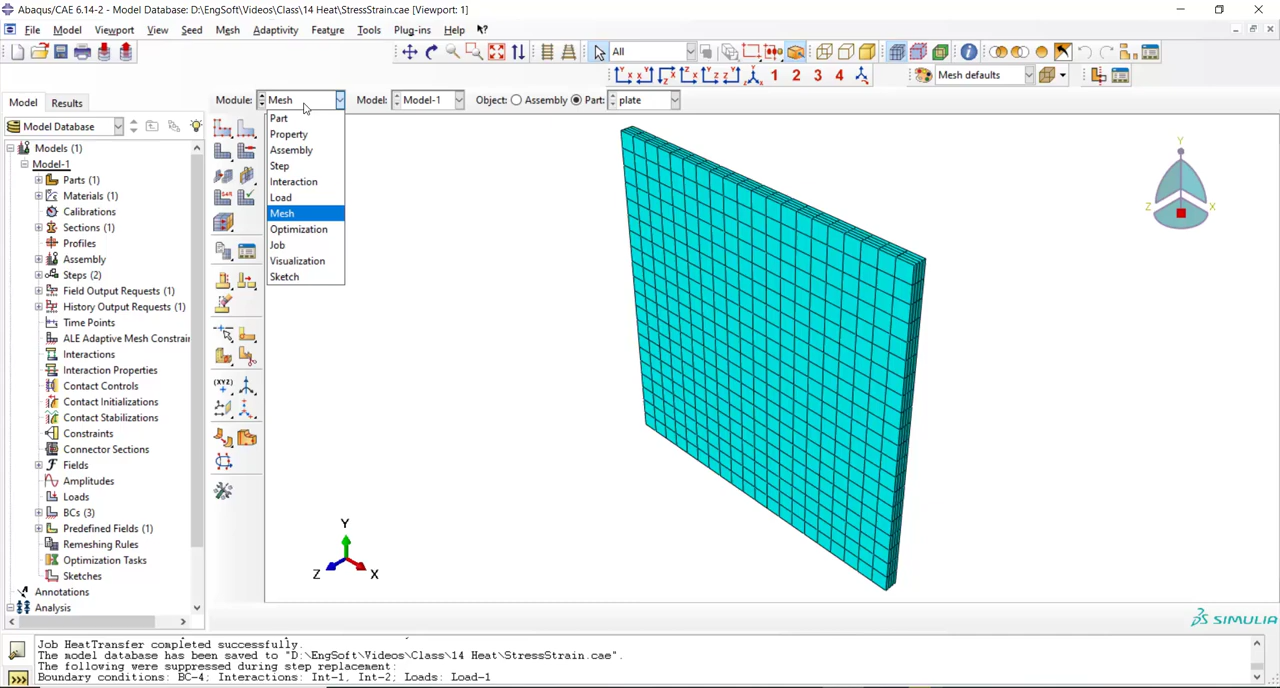 Abaqus/CAE 6.14-2 - Model Database: D:\EngSoft\Videos\Class\14 Heat\StressStrain.cae [Viewport: 1]
File Model Viewport View Seed Mesh Adaptivity Feature Tools Plug-ins Help
All
1 2 3 4 Mesh defaults
Model Results Module: Mesh Model: Model-1 Object: Assembly Part: plate
Model Database
Part
Property
Assembly
Step
Interaction
Load
Mesh
Optimization
Job
Visualization
Sketch
Models (1)
Model-1
Parts (1)
Materials (1)
Calibrations
Sections (1)
Profiles
Assembly
Steps (2)
Field Output Requests (1)
History Output Requests (1)
Time Points
ALE Adaptive Mesh Constrai
Interactions
Interaction Properties
Contact Controls
Contact Initializations
Contact Stabilizations
Constraints
Connector Sections
Fields
Amplitudes
Loads
BCs (3)
Predefined Fields (1)
Remeshing Rules
Optimization Tasks
Sketches
Annotations
Analysis
(XYZ)
Y
Z X
Y
Z X
SIMULIA
Job HeatTransfer completed successfully.
The model database has been saved to "D:\EngSoft\Videos\Class\14 Heat\StressStrain.cae".
The following were suppressed during step replacement:
Boundary conditions: BC-4; Interactions: Int-1, Int-2; Loads: Load-1